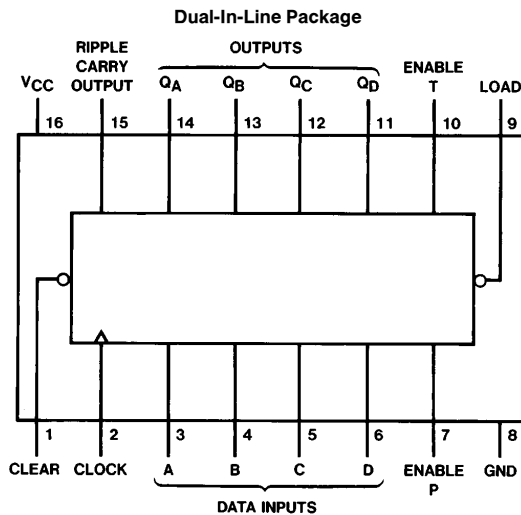 Dual-In-Line Package
RIPPLE
CARRY
OUTPUT
OUTPUTS
ENABLE
T
VCC
QA
QB
QC
QD
LOAD
16 15 14 13 12 11 10 9
1 2 3 4 5 6 7 8
CLEAR CLOCK A B C D ENABLE
P
GND
DATA INPUTS